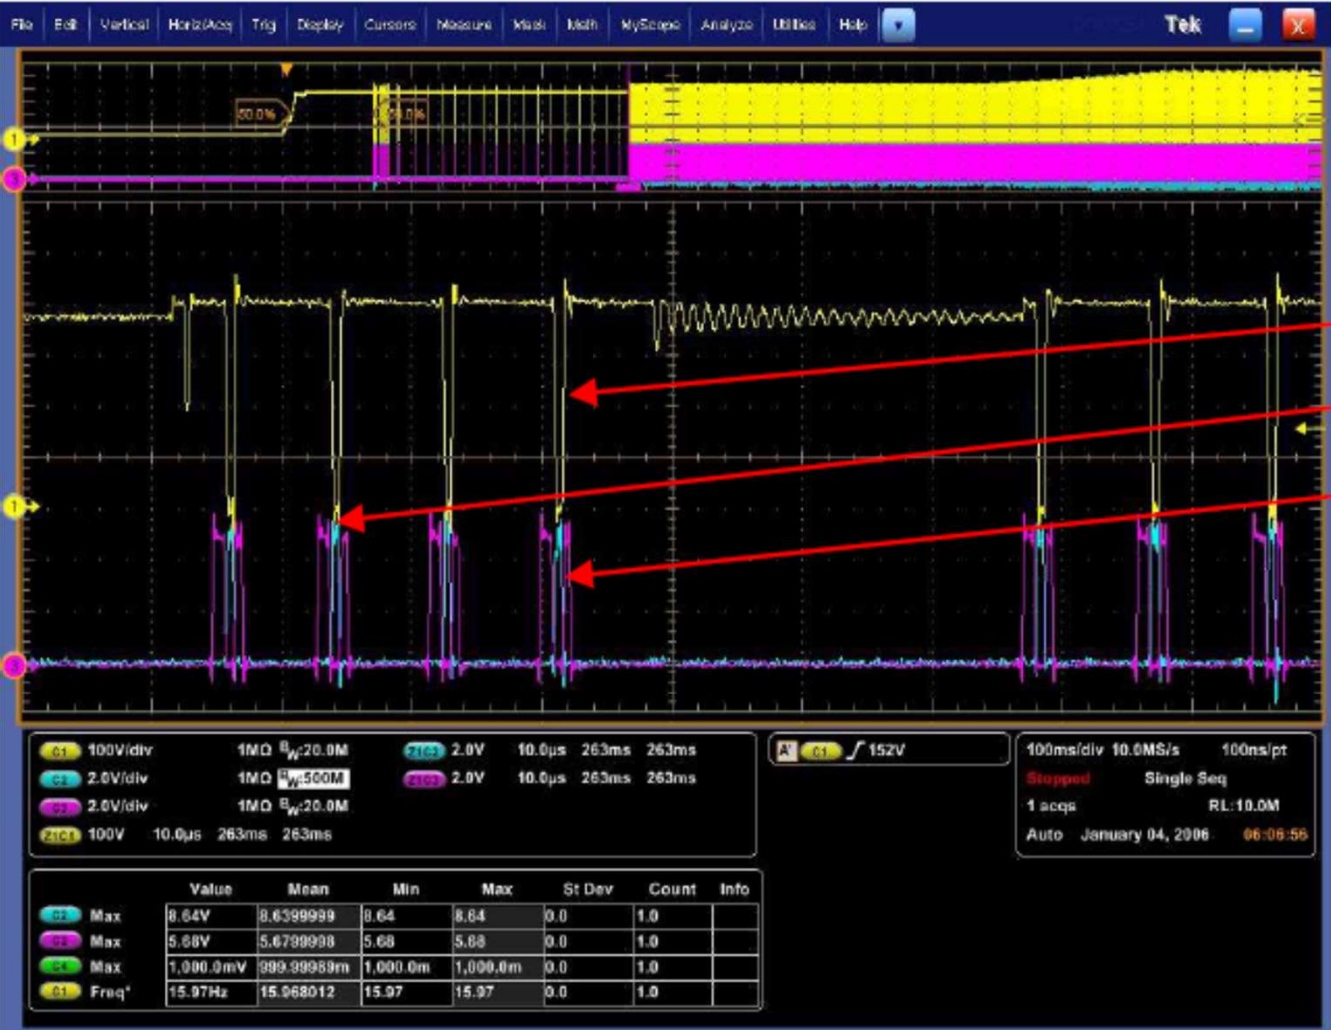 File Edit Vertical Horiz/Acq Trig Display Cursors Measure Mask Math MyScope Analyze Utilities Help Tek X
50.0%
1
3
1
3
C1 100V/div 1MΩ BW:20.0M
C2 2.0V/div 1MΩ BW:500M
C3 2.0V/div 1MΩ BW:20.0M
Z1C1 100V 10.0µs 263ms 263ms
Z1C2 2.0V 10.0µs 263ms 263ms
Z1C3 2.0V 10.0µs 263ms 263ms
A' C1 152V
100ms/div 10.0MS/s 100ns/pt
Stopped Single Seq
1 acqs RL:10.0M
Auto January 04, 2006 06:06:56
Value Mean Min Max St Dev Count Info
C2 Max 8.64V 8.6399999 8.64 8.64 0.0 1.0
C3 Max 5.68V 5.6799998 5.68 5.68 0.0 1.0
C4 Max 1,000.0mV 999.99989m 1,000.0m 1,000.0m 0.0 1.0
C1 Freq* 15.97Hz 15.968012 15.97 15.97 0.0 1.0